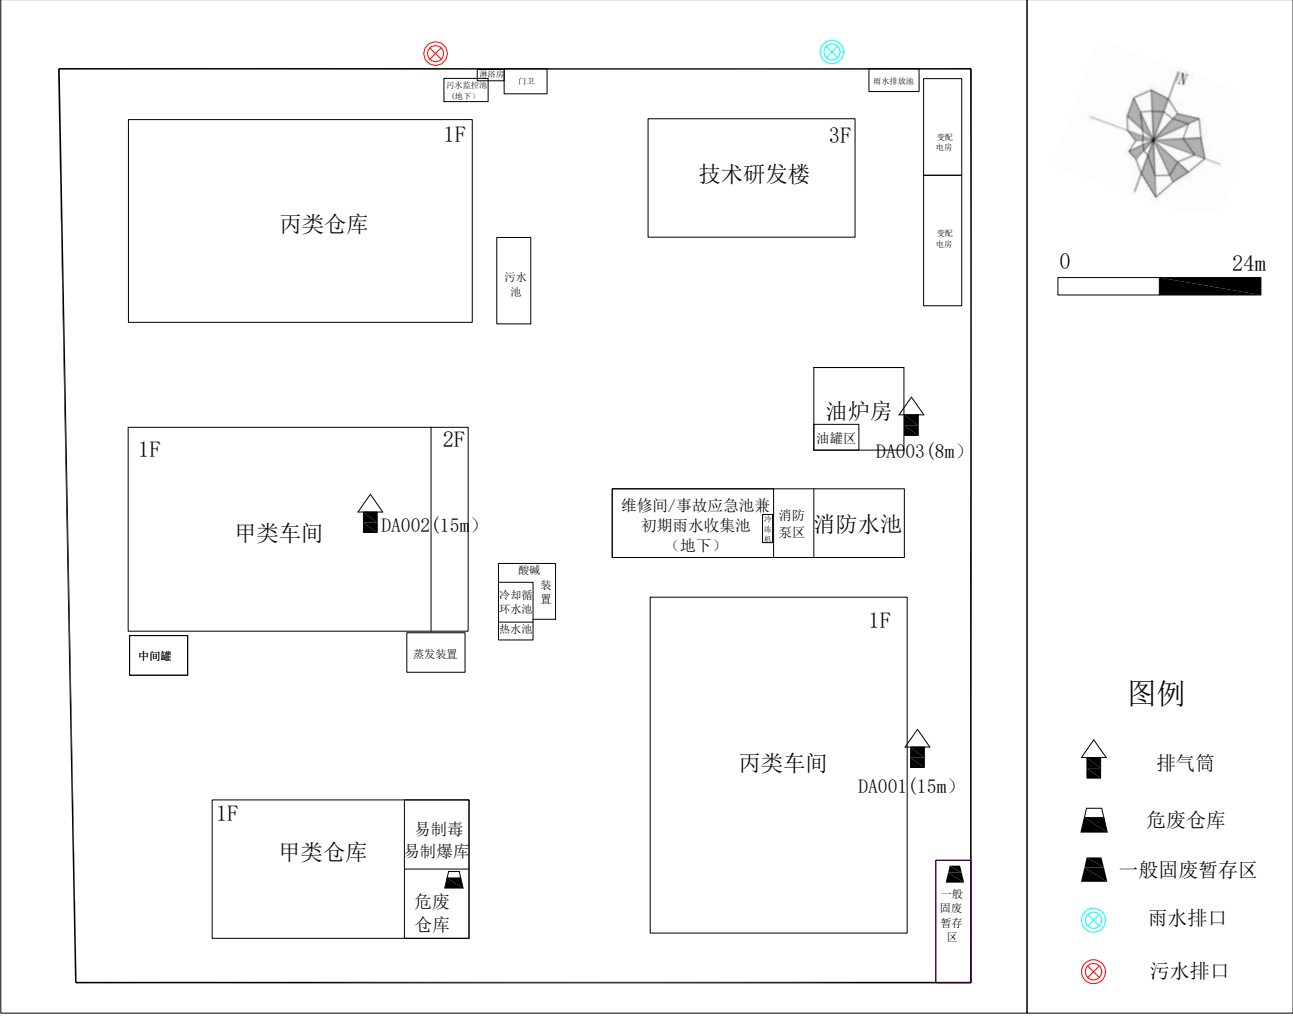 淋浴房
污水监控池
（地下）
门卫
雨水排放池
1F
丙类仓库
3F
技术研发楼
变配
电房
变配
电房
N
0
24m
污水
池
油炉房
油罐区
DA003(8m）
1F
2F
甲类车间
DA002(15m）
维修间/事故应急池兼
初期雨水收集池
（地下）
冷
冻
机
消防
泵区
消防水池
酸碱
装
置
冷却循
环水池
热水池
中间罐
蒸发装置
1F
丙类车间
DA001(15m）
1F
甲类仓库
易制毒
易制爆库
危废
仓库
一般
固废
暂存
区
图例
排气筒
危废仓库
一般固废暂存区
雨水排口
污水排口